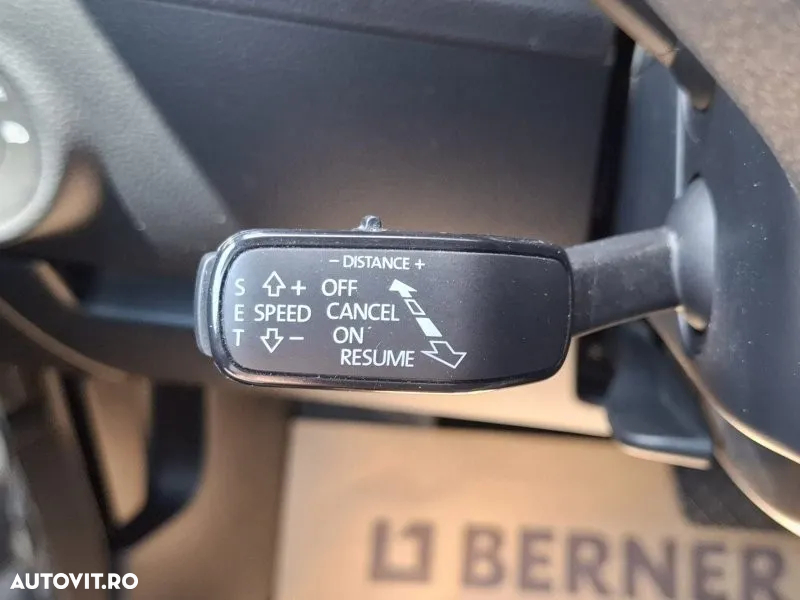 - DISTANCE +
S + OFF
E SPEED CANCEL
T - ON
RESUME
BERNER
AUTOVIT.RO